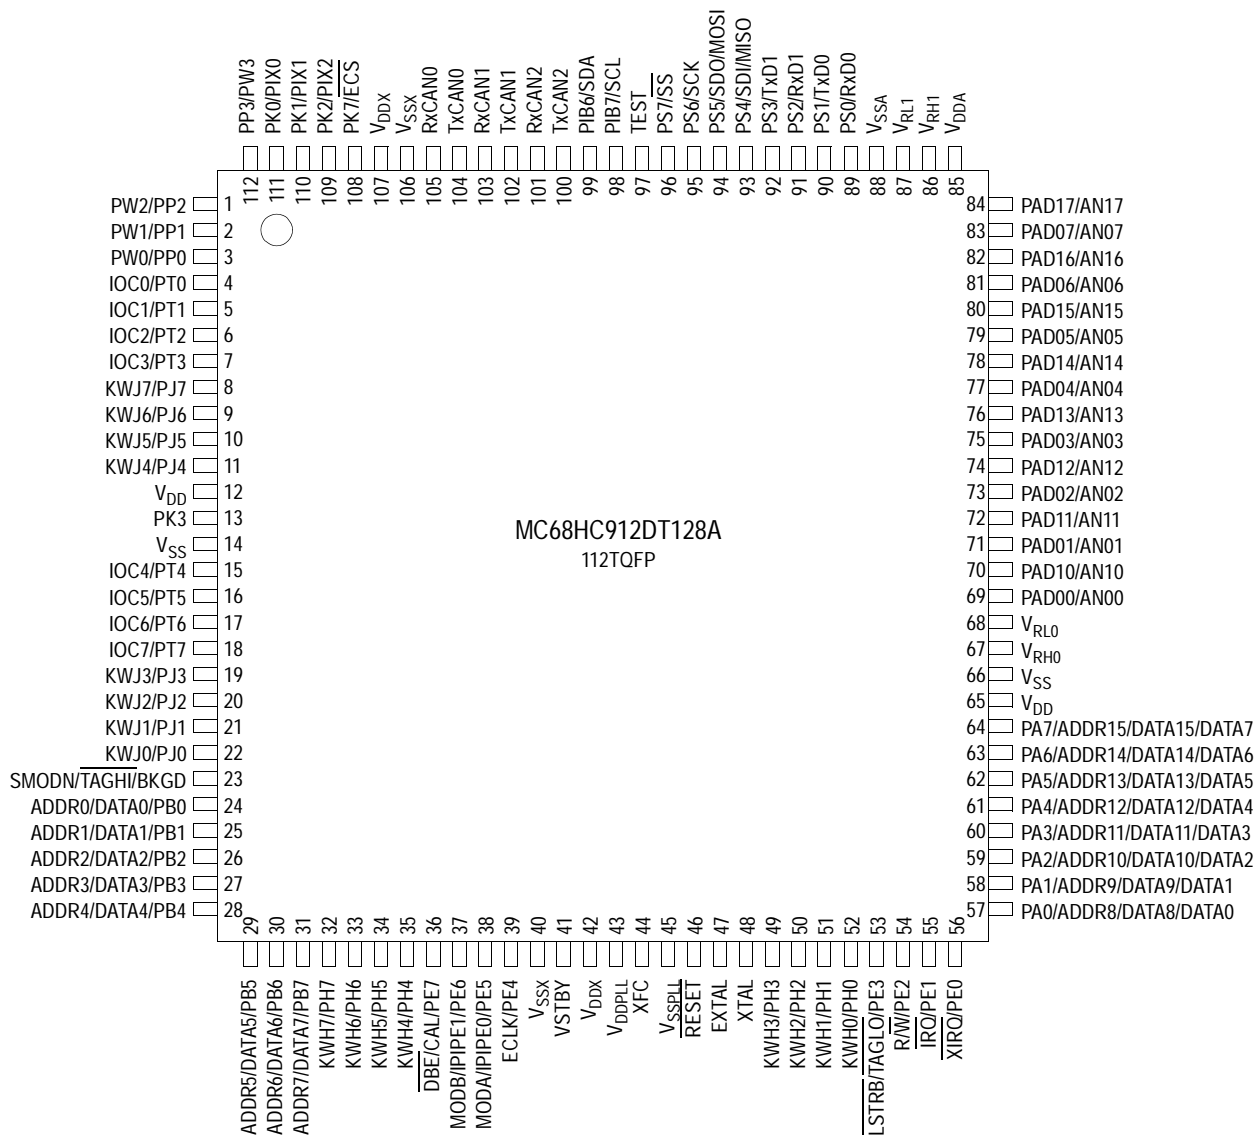 PP3/PW3
PK0/PIX0
PK1/PIX1
PK2/PIX2
PK7/ECS
VDDX
VSSX
RxCAN0
TxCAN0
RxCAN1
TxCAN1
RxCAN2
TxCAN2
PIB6/SDA
PIB7/SCL
TEST
PS7/SS
PS6/SCK
PS5/SDO/MOSI
PS4/SDI/MISO
PS3/TxD1
PS2/RxD1
PS1/TxD0
PS0/RxD0
VSSA
VRL1
VRH1
VDDA
112
111
110
109
108
107
106
105
104
103
102
101
100
99
98
97
96
95
94
93
92
91
90
89
88
87
86
85
PW2/PP2 1
PW1/PP1 2
PW0/PP0 3
IOC0/PT0 4
IOC1/PT1 5
IOC2/PT2 6
IOC3/PT3 7
KWJ7/PJ7 8
KWJ6/PJ6 9
KWJ5/PJ5 10
KWJ4/PJ4 11
VDD 12
PK3 13
VSS 14
IOC4/PT4 15
IOC5/PT5 16
IOC6/PT6 17
IOC7/PT7 18
KWJ3/PJ3 19
KWJ2/PJ2 20
KWJ1/PJ1 21
KWJ0/PJ0 22
SMODN/TAGHI/BKGD 23
ADDR0/DATA0/PB0 24
ADDR1/DATA1/PB1 25
ADDR2/DATA2/PB2 26
ADDR3/DATA3/PB3 27
ADDR4/DATA4/PB4 28
MC68HC912DT128A
112TQFP
84 PAD17/AN17
83 PAD07/AN07
82 PAD16/AN16
81 PAD06/AN06
80 PAD15/AN15
79 PAD05/AN05
78 PAD14/AN14
77 PAD04/AN04
76 PAD13/AN13
75 PAD03/AN03
74 PAD12/AN12
73 PAD02/AN02
72 PAD11/AN11
71 PAD01/AN01
70 PAD10/AN10
69 PAD00/AN00
68 VRL0
67 VRH0
66 VSS
65 VDD
64 PA7/ADDR15/DATA15/DATA7
63 PA6/ADDR14/DATA14/DATA6
62 PA5/ADDR13/DATA13/DATA5
61 PA4/ADDR12/DATA12/DATA4
60 PA3/ADDR11/DATA11/DATA3
59 PA2/ADDR10/DATA10/DATA2
58 PA1/ADDR9/DATA9/DATA1
57 PA0/ADDR8/DATA8/DATA0
29
30
31
32
33
34
35
36
37
38
39
40
41
42
43
44
45
46
47
48
49
50
51
52
53
54
55
56
ADDR5/DATA5/PB5
ADDR6/DATA6/PB6
ADDR7/DATA7/PB7
KWH7/PH7
KWH6/PH6
KWH5/PH5
KWH4/PH4
DBE/CAL/PE7
MODB/IPIPE1/PE6
MODA/IPIPE0/PE5
ECLK/PE4
VSSX
VSTBY
VDDX
VDDPLL
XFC
VSSPLL
RESET
EXTAL
XTAL
KWH3/PH3
KWH2/PH2
KWH1/PH1
KWH0/PH0
LSTRB/TAGLO/PE3
R/W/PE2
IRQ/PE1
XIRQ/PE0